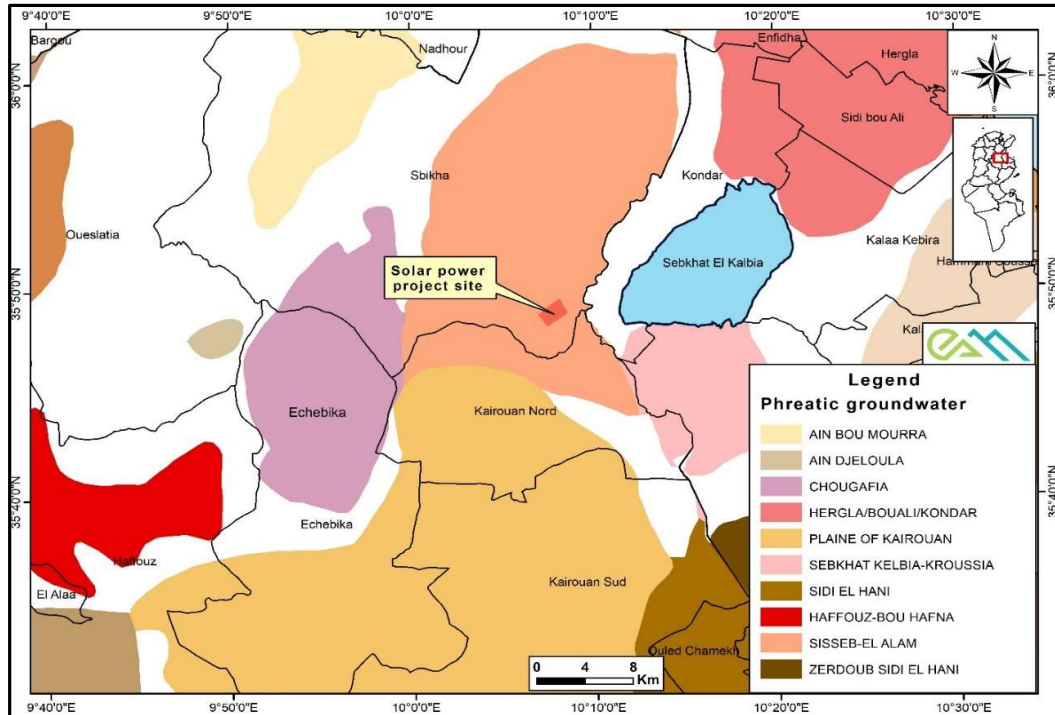 9°40'0"E 9°50'0"E 10°0'0"E 10°10'0"E 10°20'0"E 10°30'0"E
36°0'0"N
35°50'0"N
35°40'0"N
Bargou
Nadhour
Enfidha
Hergla
N
W E
S
Sidi bou Ali
Sbikha
Kondar
Oueslatia
Kalaa Kebira
Sebkhat El Kalbia
Solar power
project site
Echebika
Kairouan Nord
Echebika
Haffouz
El Alaa
Kairouan Sud
Ouled Chamekh
Legend
Phreatic groundwater
AIN BOU MOURRA
AIN DJELOULA
CHOUGAFIA
HERGLA/BOUALI/KONDAR
PLAINE OF KAIROUAN
SEBKHAT KELBIA-KROUSSIA
SIDI EL HANI
HAFFOUZ-BOU HAFNA
SISSEB-EL ALAM
ZERDOUB SIDI EL HANI
0 4 8
Km
36°0'0"N
35°50'0"N
35°40'0"N
9°40'0"E 9°50'0"E 10°0'0"E 10°10'0"E 10°20'0"E 10°30'0"E